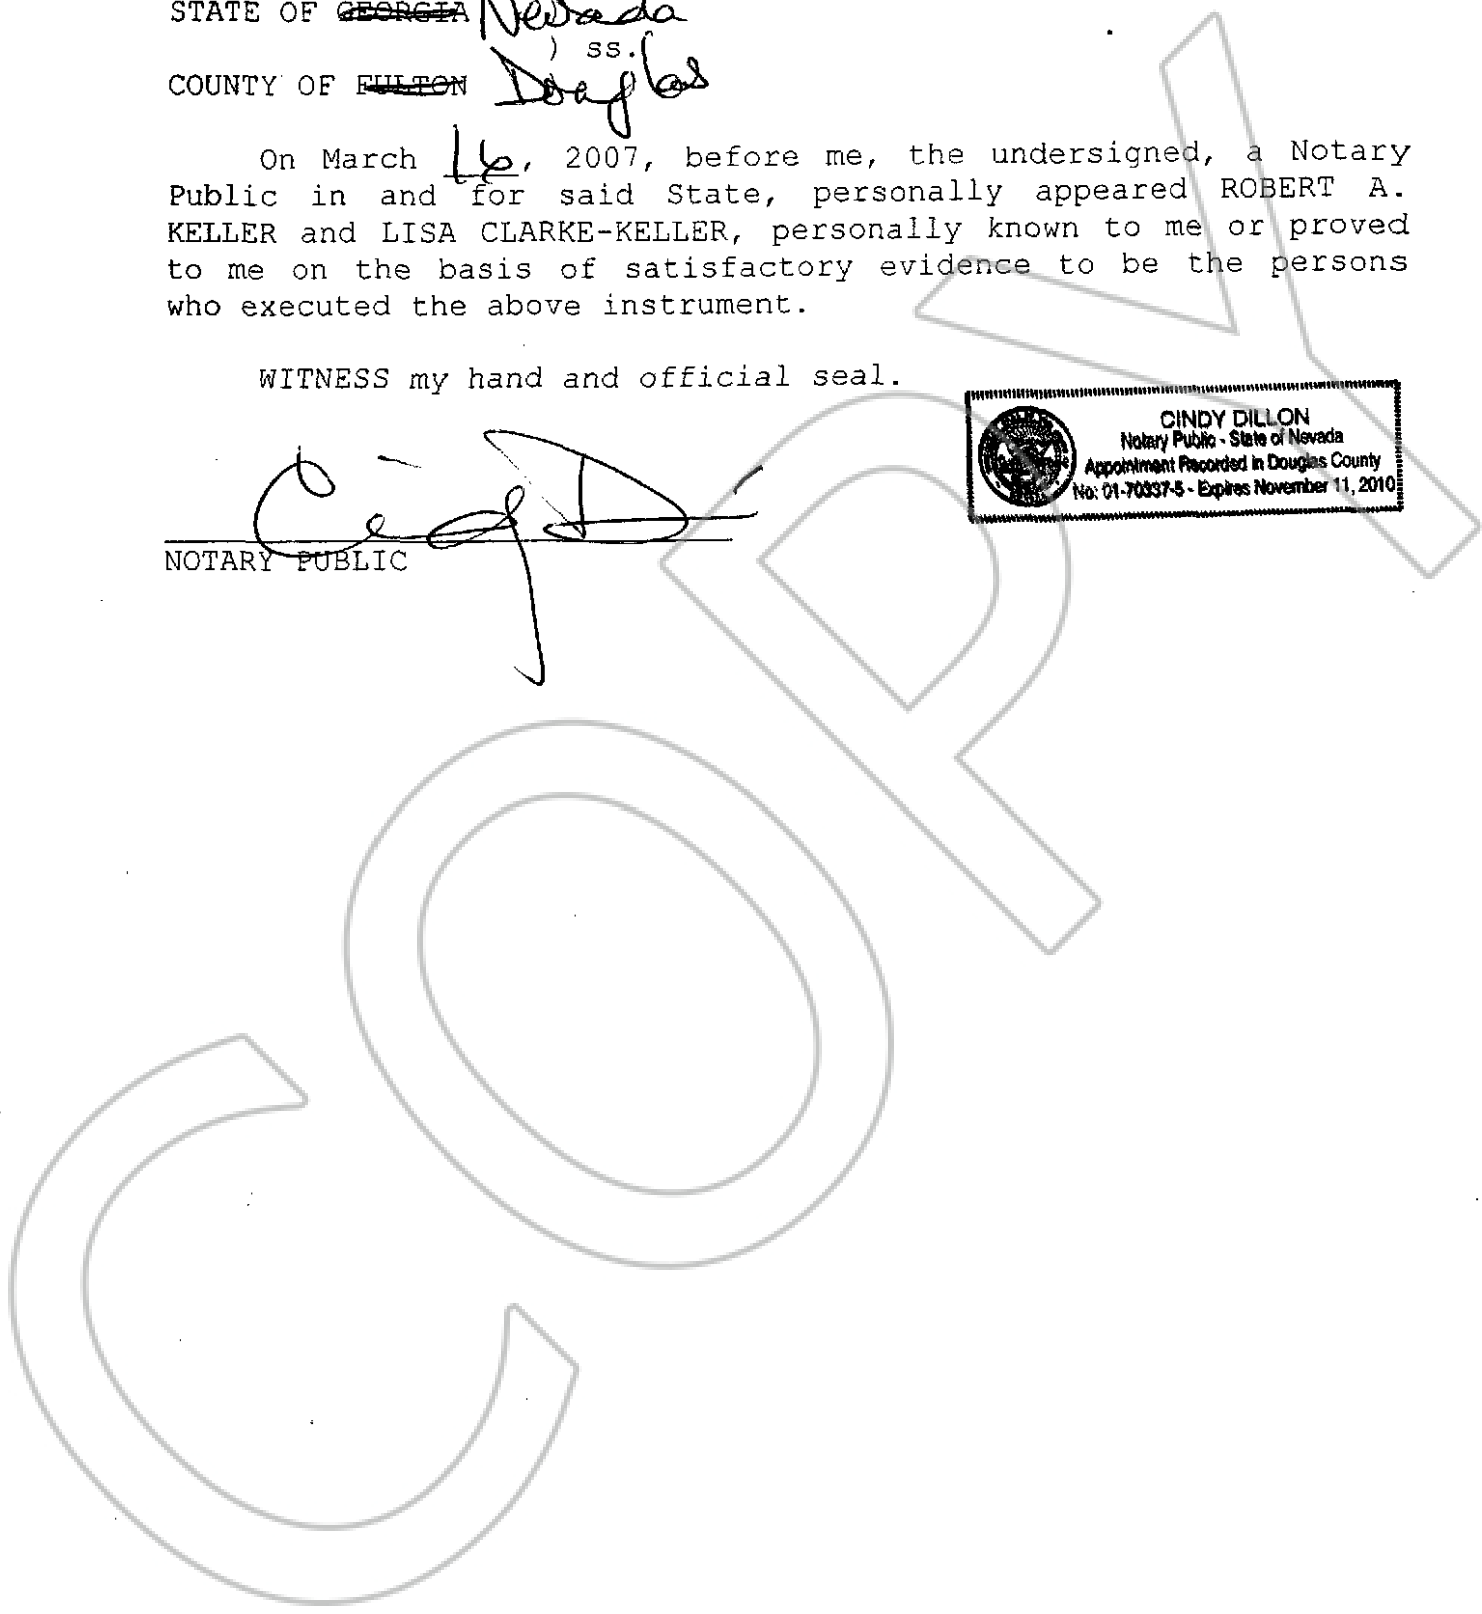 STATE OF GEORGIA Nevada
) ss.
COUNTY OF FULTON Douglas
On March 16, 2007, before me, the undersigned, a Notary
Public in and for said State, personally appeared ROBERT A.
KELLER and LISA CLARKE-KELLER, personally known to me or proved
to me on the basis of satisfactory evidence to be the persons
who executed the above instrument.
WITNESS my hand and official seal.
CINDY DILLON
Notary Public - State of Nevada
Appointment Recorded in Douglas County
No: 01-70337-5 - Expires November 11, 2010
NOTARY PUBLIC
COPY